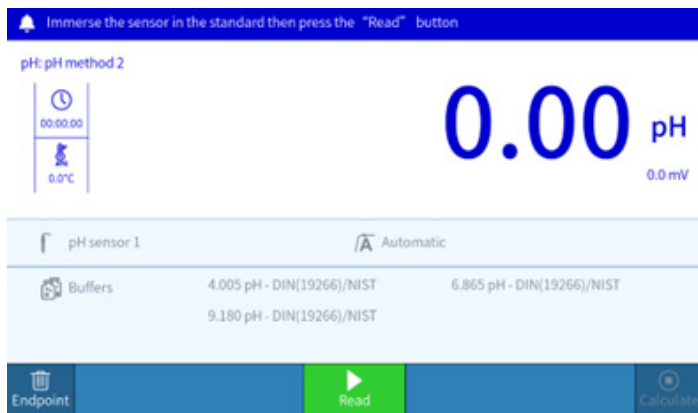 Immerse the sensor in the standard then press the “Read” button
pH: pH method 2
00:00:00
0.0°C
0.00 pH
0.0 mV
pH sensor 1
A Automatic
Buffers
4.005 pH - DIN(19266)/NIST
6.865 pH - DIN(19266)/NIST
9.180 pH - DIN(19266)/NIST
Endpoint
Read
Calculate